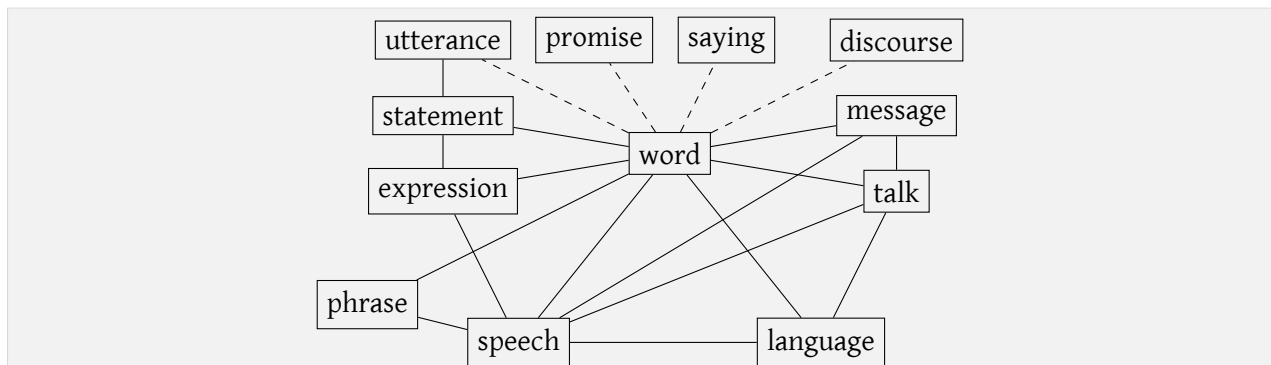 utterance
promise
saying
discourse
statement
message
word
expression
talk
phrase
speech
language